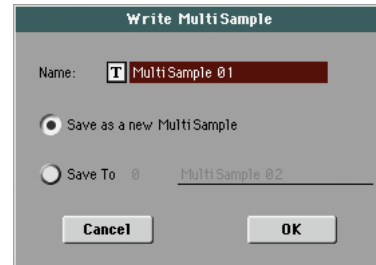 Write MultiSample
Name: T MultiSample 01
Save as a new MultiSample
Save To 0 MultiSample 02
Cancel OK